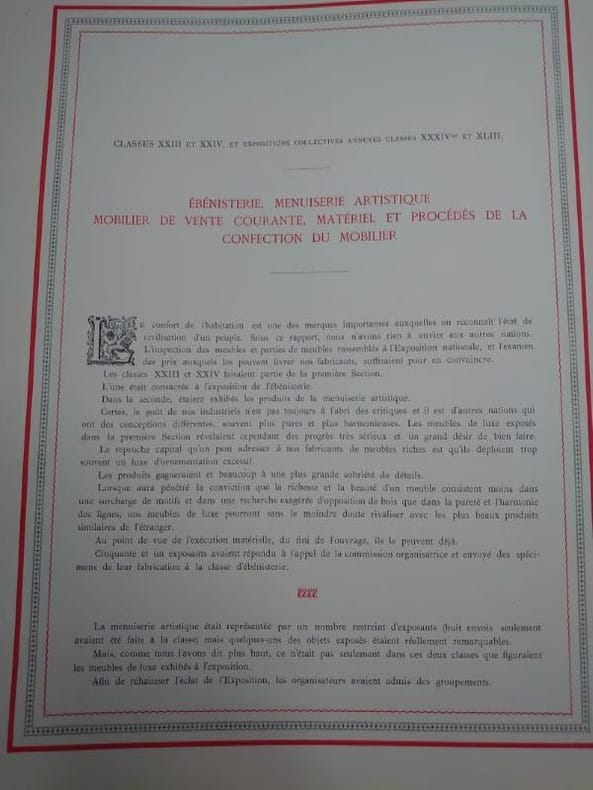 CLASSES XXIII ET XXIV, ET EXPOSITIONS COLLECTIVES ANNEXES CLASSES XXXIVbis ET XLIII.
ÉBÉNISTERIE, MENUISERIE ARTISTIQUE
MOBILIER DE VENTE COURANTE, MATÉRIEL ET PROCÉDÉS DE LA
CONFECTION DU MOBILIER
LE confort de l'habitation est une des marques importantes auxquelles on reconnaît l'état de
civilisation d'un peuple. Sous ce rapport, nous n'avons rien à envier aux autres nations.
L'inspection des meubles et parties de meubles rassemblés à l'Exposition nationale, et l'examen
des prix auxquels les peuvent livrer nos fabricants, suffisaient pour en convaincre.
Les classes XXIII et XXIV faisaient partie de la première Section.
L'une était consacrée à l'exposition de l'ébénisterie.
Dans la seconde, étaient exhibés les produits de la menuiserie artistique.
Certes, le goût de nos industriels n'est pas toujours à l'abri des critiques et il est d'autres nations qui
ont des conceptions différentes, souvent plus pures et plus harmonieuses. Les meubles de luxe exposés
dans la première Section révélaient cependant des progrès très sérieux et un grand désir de bien faire.
Le reproche capital qu'on peut adresser à nos fabricants de meubles riches est qu'ils déploient trop
souvent un luxe d'ornementation excessif.
Les produits gagneraient et beaucoup à une plus grande sobriété de détails.
Lorsque aura pénétré la conviction que la richesse et la beauté d'un meuble consistent moins dans
une surcharge de motifs et dans une recherche exagérée d'opposition de bois que dans la pureté et l'harmonie
des lignes, nos meubles de luxe pourront sans le moindre doute rivaliser avec les plus beaux produits
similaires de l'étranger.
Au point de vue de l'exécution matérielle, du fini de l'ouvrage, ils le peuvent déjà.
Cinquante et un exposants avaient répondu à l'appel de la commission organisatrice et envoyé des spéci-
mens de leur fabrication à la classe d'ébénisterie.
La menuiserie artistique était représentée par un nombre restreint d'exposants (huit envois seulement
avaient été faits à la classe) mais quelques-uns des objets exposés étaient réellement remarquables.
Mais, comme nous l'avons dit plus haut, ce n'était pas seulement dans ces deux classes que figuraient
les meubles de luxe exhibés à l'exposition.
Afin de rehausser l'éclat de l'Exposition, les organisateurs avaient admis des groupements.